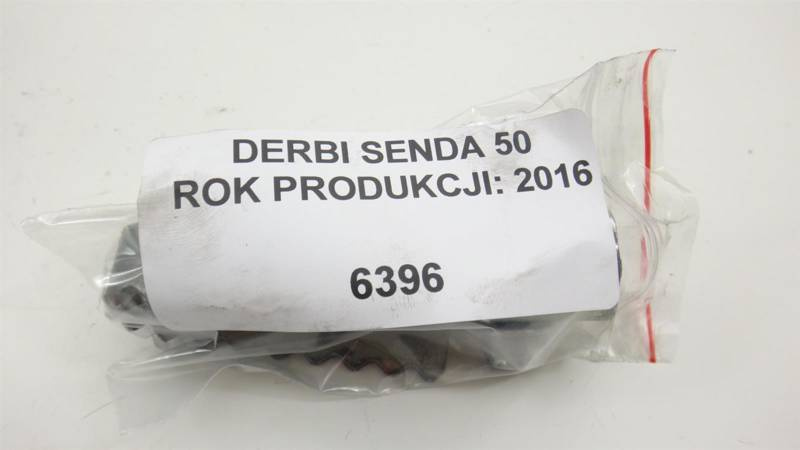 DERBI SENDA 50
ROK PRODUKCJI: 2016
6396